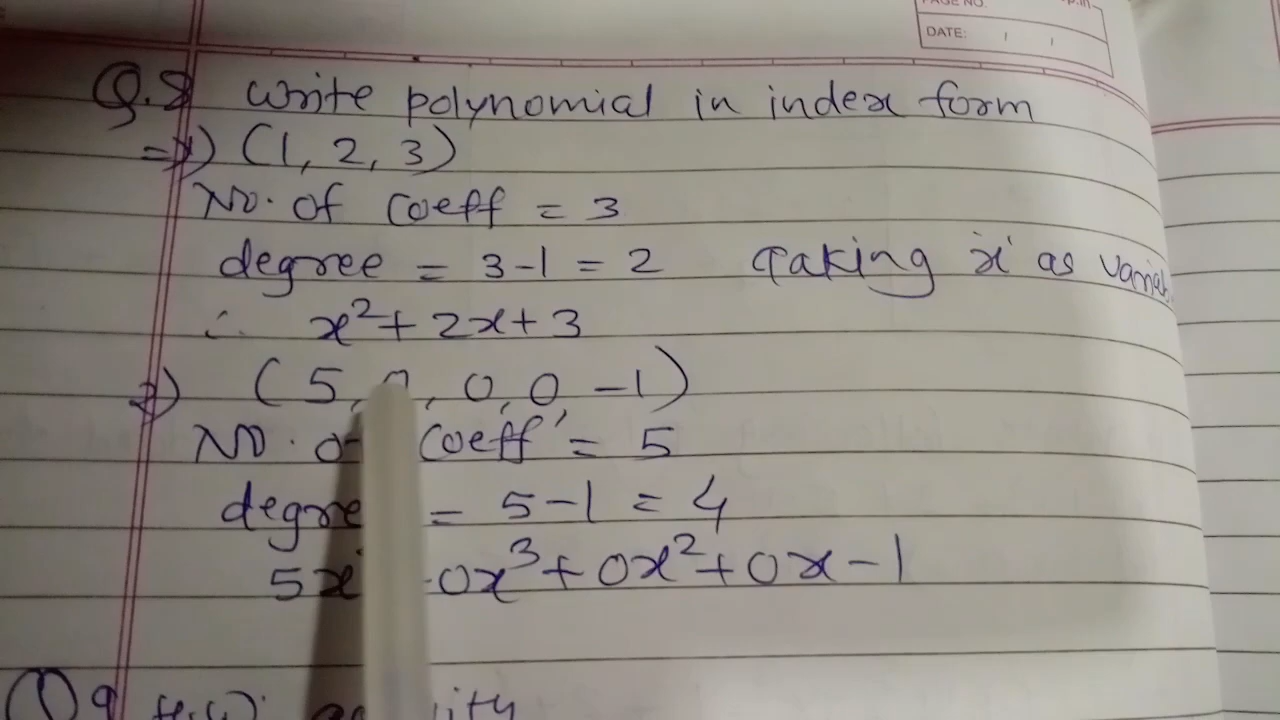 PAGE NO.
DATE: / /
Q.8 write polynomial in index form
=> 1) (1, 2, 3)
No. of coeff = 3
degree = 3-1 = 2 Taking 'x' as
∴ x²+2x+3
2) (5, 0, 0, 0 -1)
No. of coeff' = 5
degree = 5-1 = 4
5x 0x³+0x²+0x-1